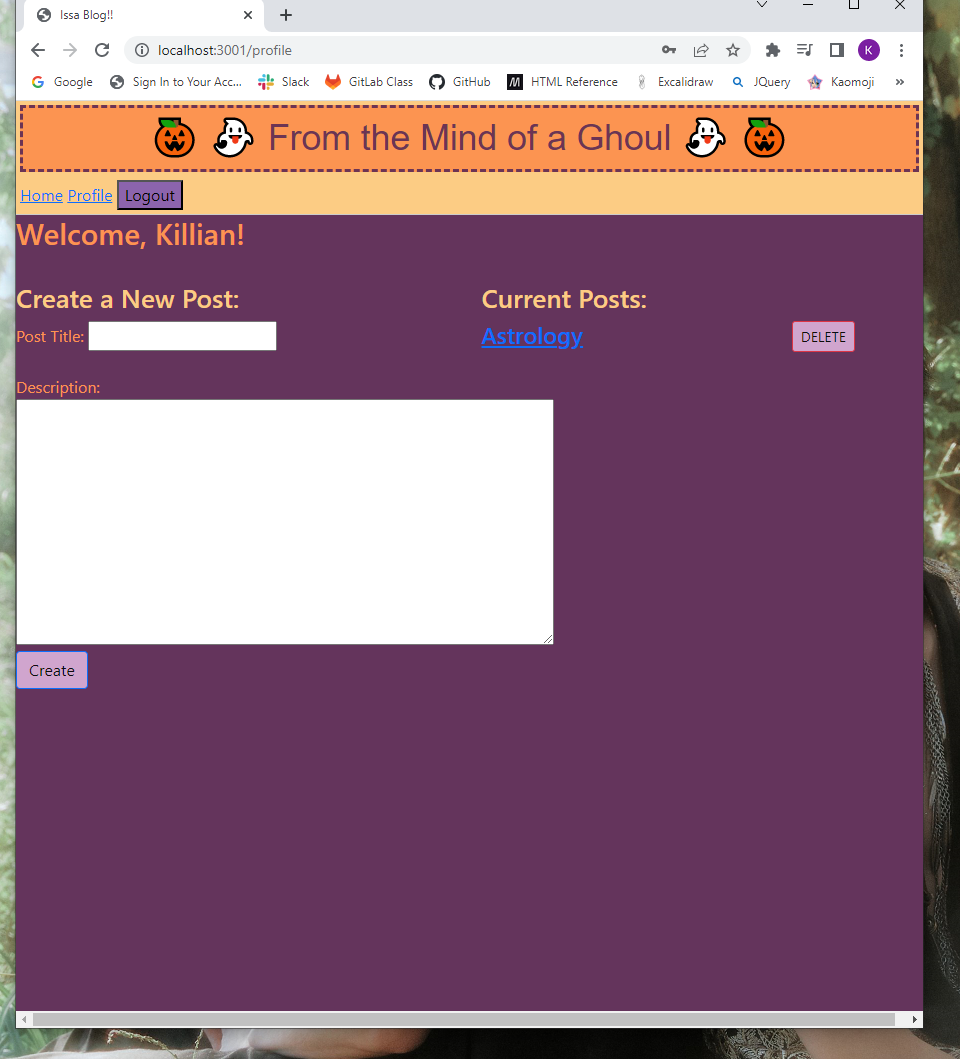 Issa Blog!!
localhost:3001/profile
K
Google Sign In to Your Acc... Slack GitLab Class GitHub HTML Reference Excalidraw JQuery Kaomoji »
From the Mind of a Ghoul
Home Profile Logout
Welcome, Killian!
Create a New Post: Current Posts:
Post Title: Astrology DELETE
Description:
Create